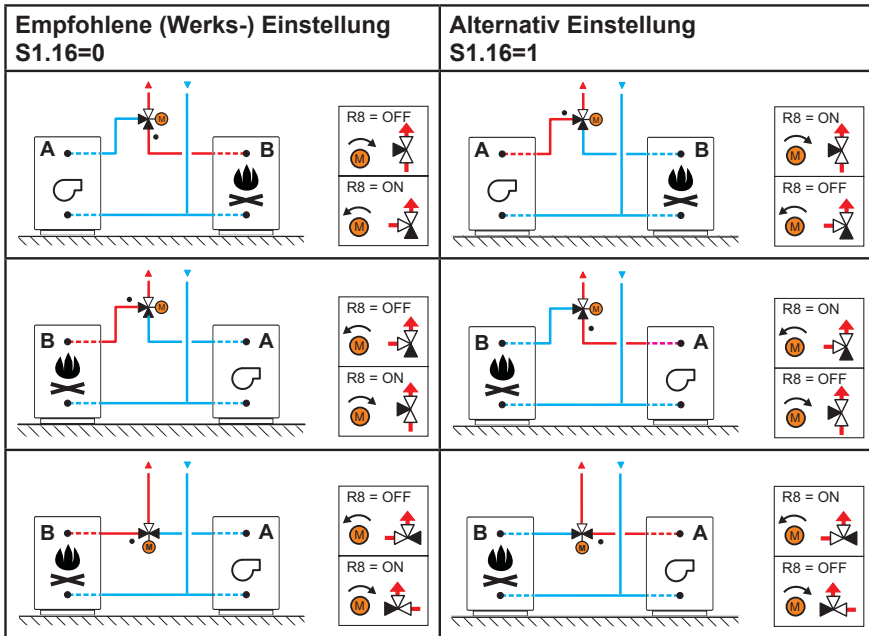 Empfohlene (Werks-) Einstellung
S1.16=0
Alternativ Einstellung
S1.16=1
A
M
B
R8 = OFF
M
R8 = ON
M
A
M
B
R8 = ON
M
R8 = OFF
M
B
M
A
R8 = OFF
M
R8 = ON
M
B
M
A
R8 = ON
M
R8 = OFF
M
B
M
A
R8 = OFF
M
R8 = ON
M
B
M
A
R8 = ON
M
R8 = OFF
M